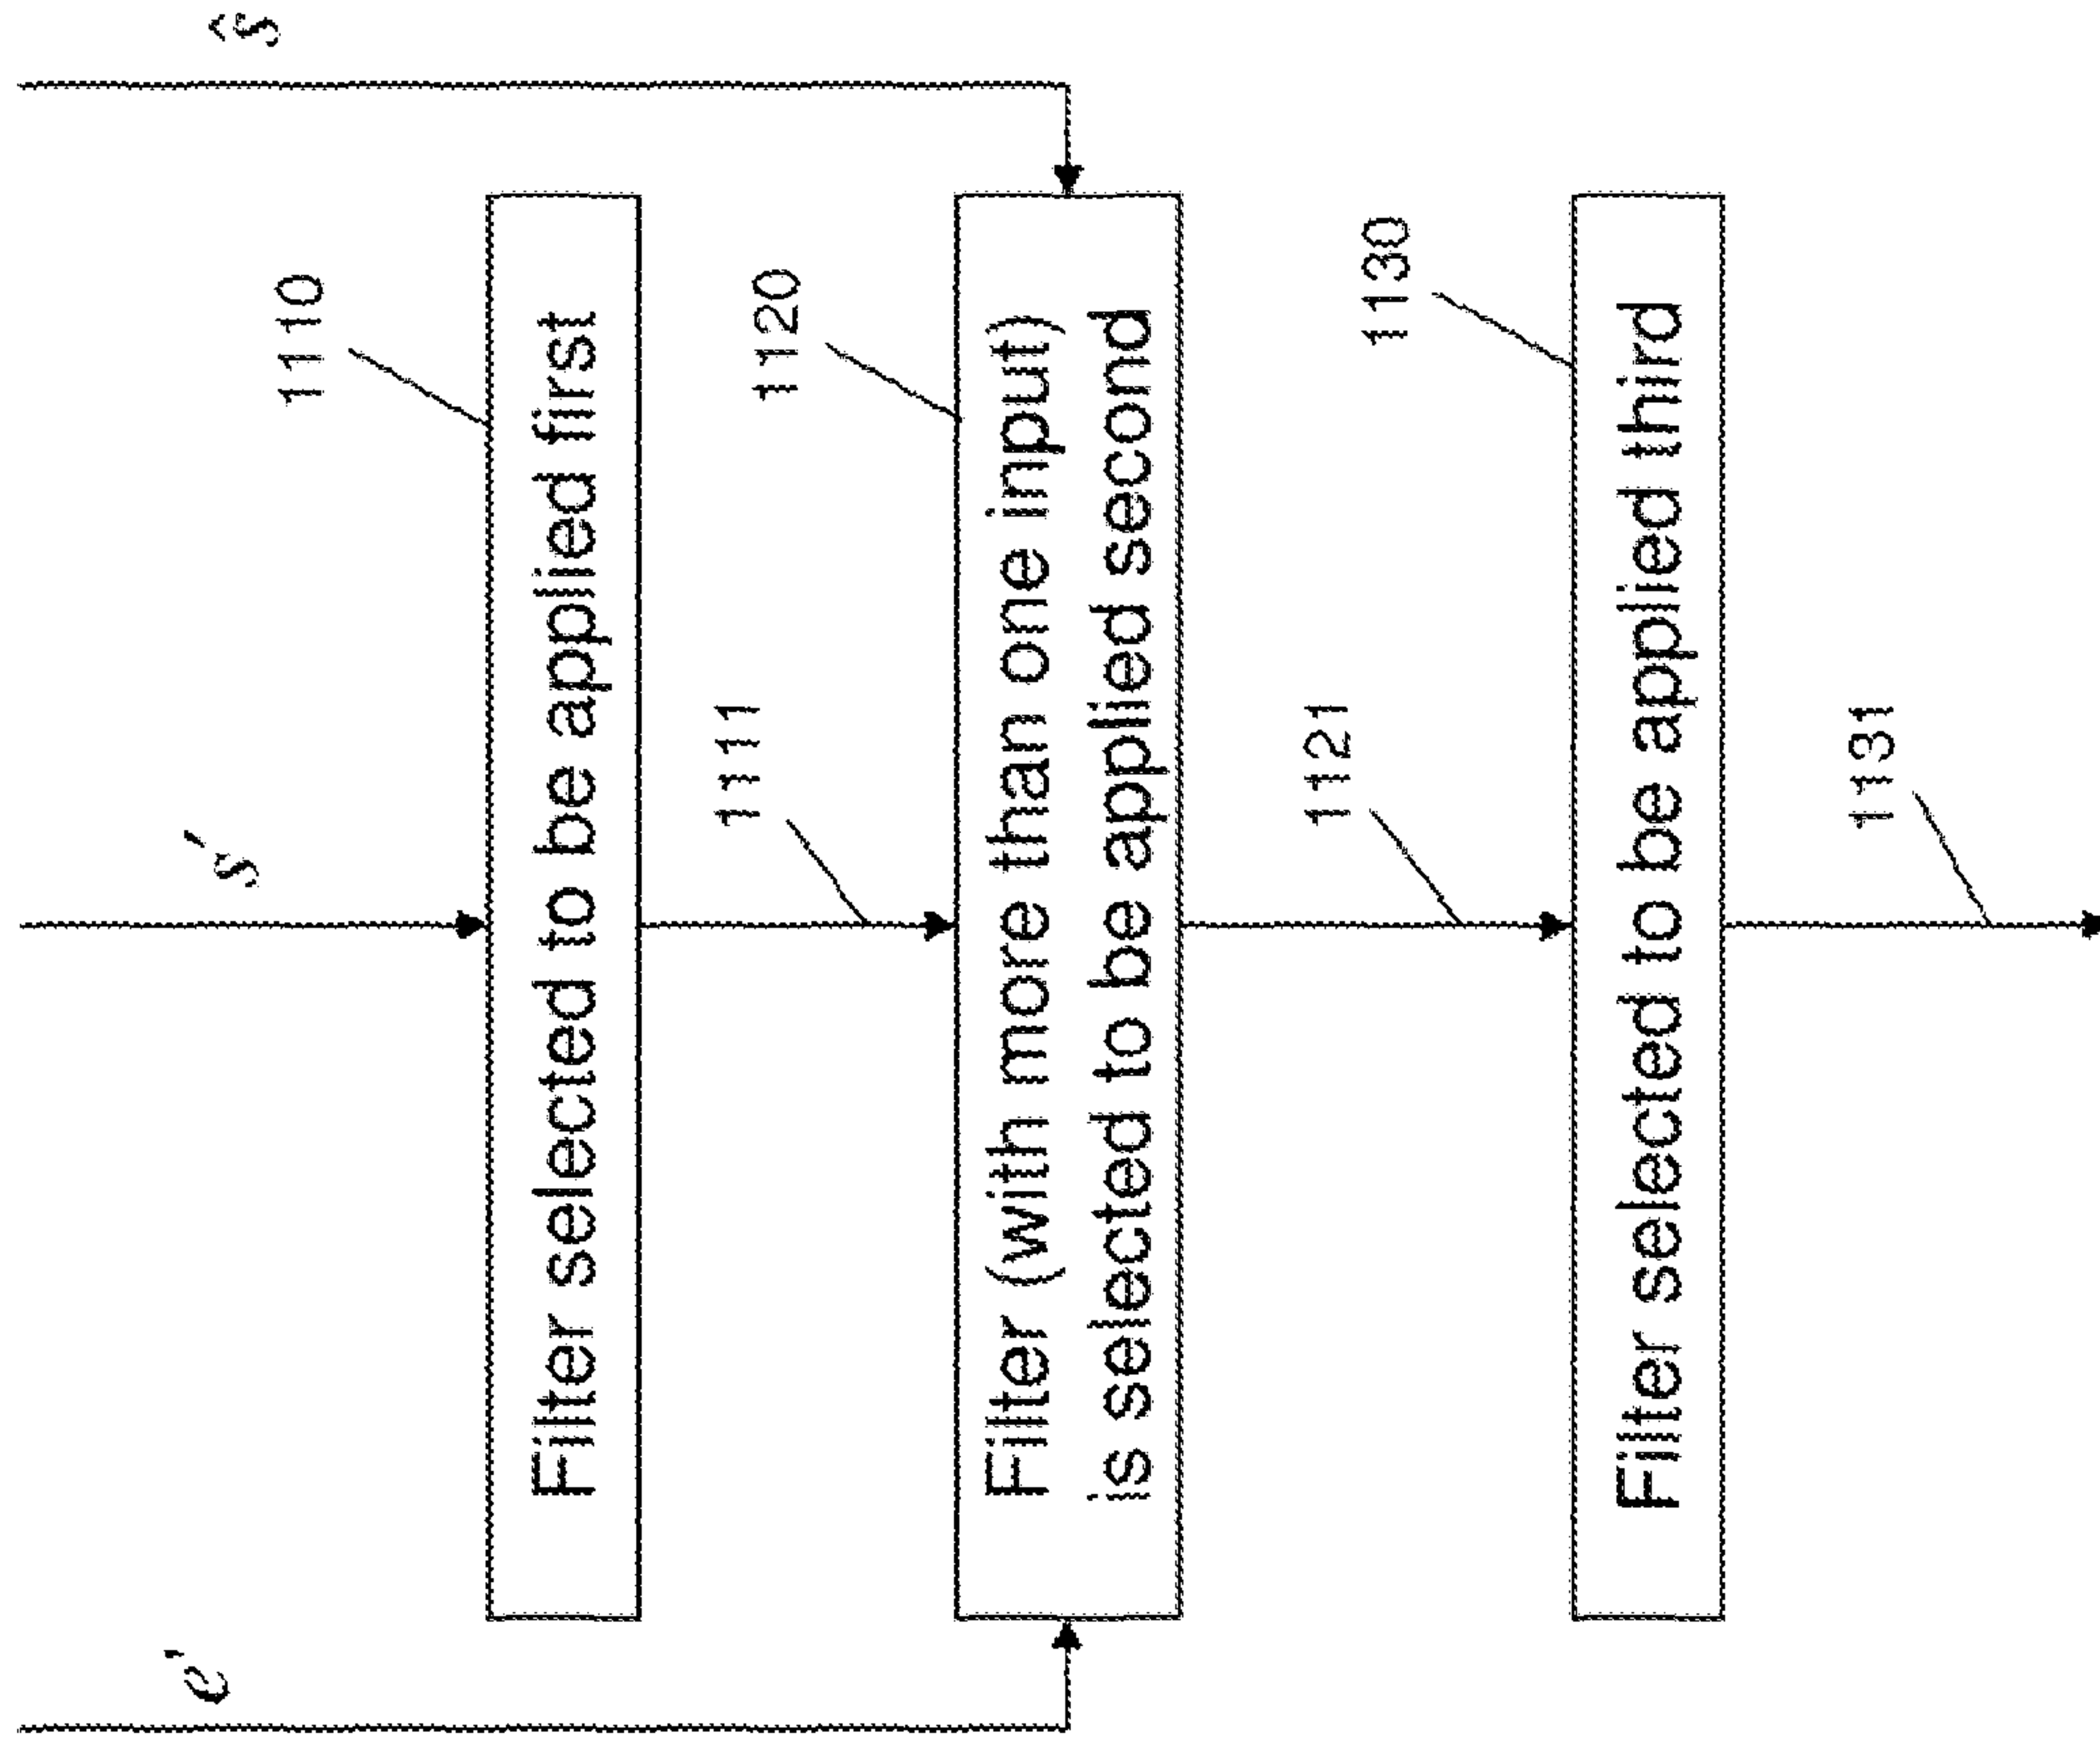 e'
s'
ŝ
1110
Filter selected to be applied first
1111
1120
Filter (with more than one input)
is selected to be applied second
1121
1130
Filter selected to be applied third
1131